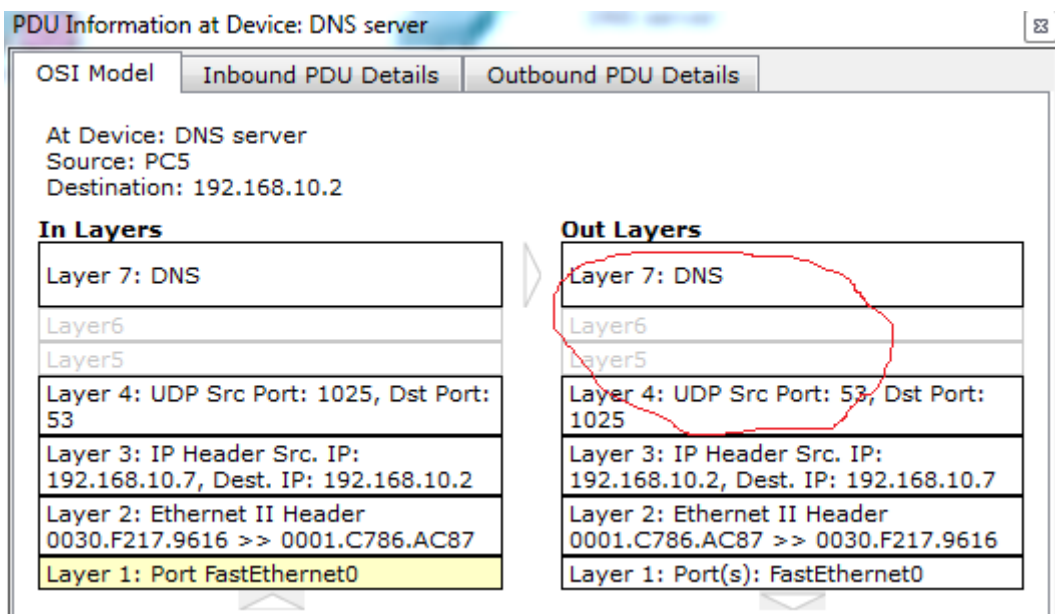 PDU Information at Device: DNS server
OSI Model
Inbound PDU Details
Outbound PDU Details
At Device: DNS server
Source: PC5
Destination: 192.168.10.2
In Layers
Layer 7: DNS
Layer6
Layer5
Layer 4: UDP Src Port: 1025, Dst Port:
53
Layer 3: IP Header Src. IP:
192.168.10.7, Dest. IP: 192.168.10.2
Layer 2: Ethernet II Header
0030.F217.9616 >> 0001.C786.AC87
Layer 1: Port FastEthernet0
Out Layers
Layer 7: DNS
Layer6
Layer5
Layer 4: UDP Src Port: 53, Dst Port:
1025
Layer 3: IP Header Src. IP:
192.168.10.2, Dest. IP: 192.168.10.7
Layer 2: Ethernet II Header
0001.C786.AC87 >> 0030.F217.9616
Layer 1: Port(s): FastEthernet0